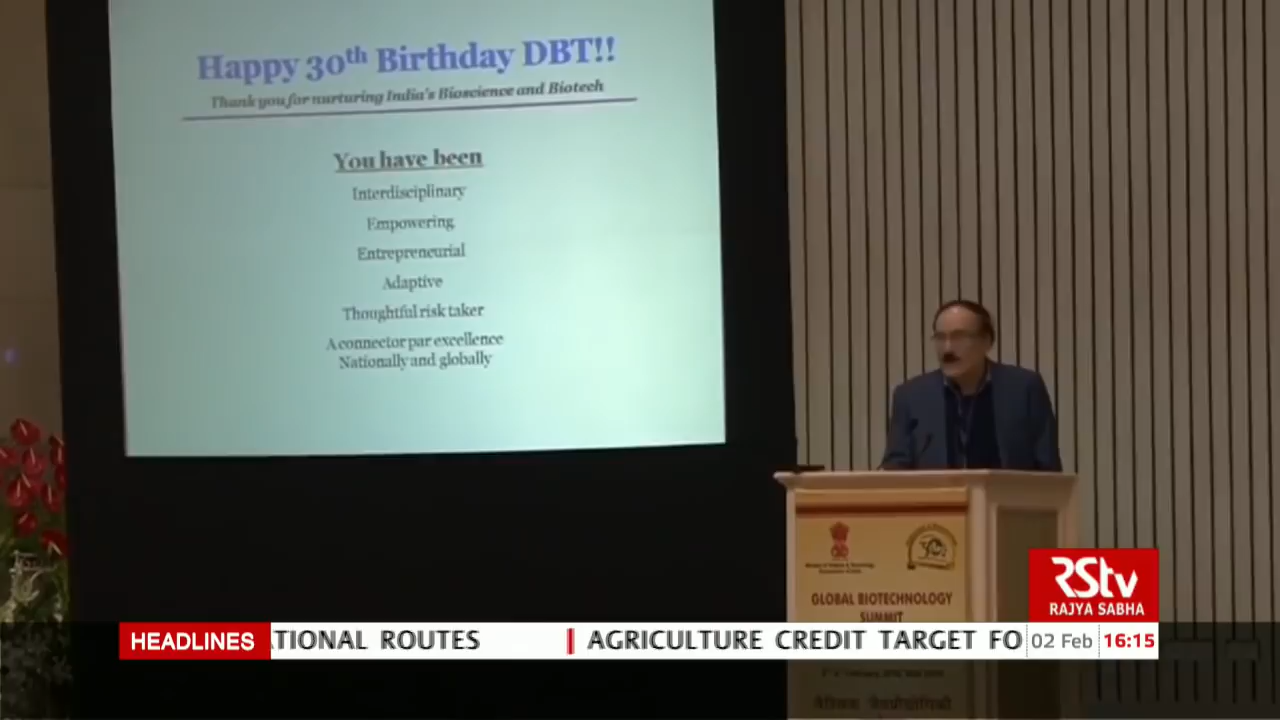 Happy 30th Birthday DBT!!
Thank you for nurturing India's Bioscience and Biotech
You have been
Interdisciplinary
Empowering
Entrepreneurial
Adaptive
Thoughtful risk taker
A connector par excellence
Nationally and globally
GLOBAL BIOTECHNOLOGY
SUMMIT
RStv
RAJYA SABHA
HEADLINES
TIONAL ROUTES | AGRICULTURE CREDIT TARGET FO
02 Feb 16:15